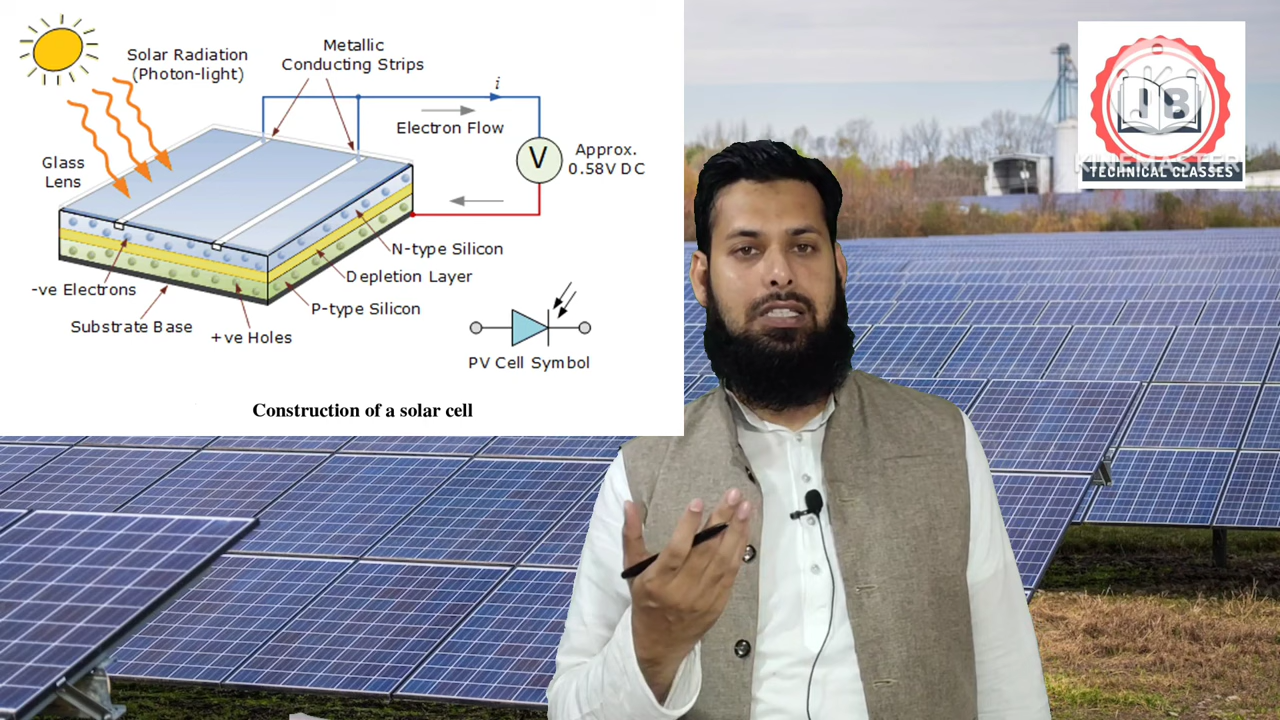 Solar Radiation
(Photon-light)
Metallic
Conducting Strips
i
Electron Flow
V
Approx.
0.58V DC
Glass
Lens
N-type Silicon
Depletion Layer
P-type Silicon
-ve Electrons
Substrate Base
+ve Holes
PV Cell Symbol
Construction of a solar cell
KINEMASTER
TECHNICAL CLASSES